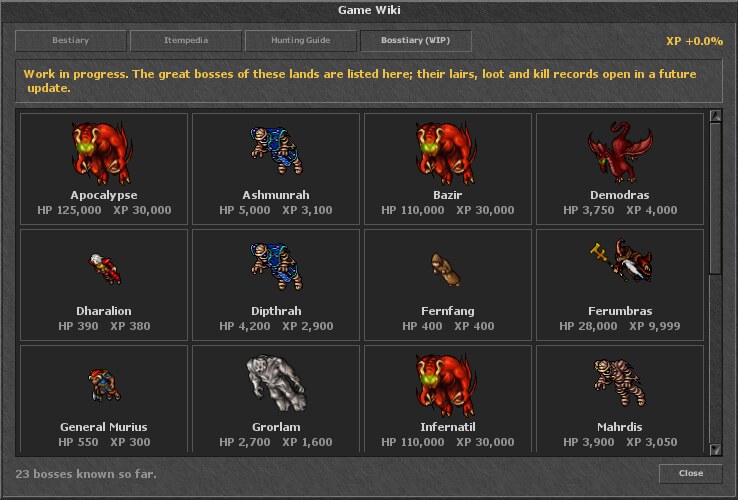 Game Wiki
Bestiary Itempedia Hunting Guide Bosstiary (WIP) XP +0.0%
Work in progress. The great bosses of these lands are listed here; their lairs, loot and kill records open in a future
update.
Apocalypse Ashmunrah Bazir Demodras
HP 125,000 XP 30,000 HP 5,000 XP 3,100 HP 110,000 XP 30,000 HP 3,750 XP 4,000
Dharalion Dipthrah Fernfang Ferumbras
HP 390 XP 380 HP 4,200 XP 2,900 HP 400 XP 400 HP 28,000 XP 9,999
General Murius Grorlam Infernatil Mahrdis
HP 550 XP 300 HP 2,700 XP 1,600 HP 110,000 XP 30,000 HP 3,900 XP 3,050
23 bosses known so far. Close